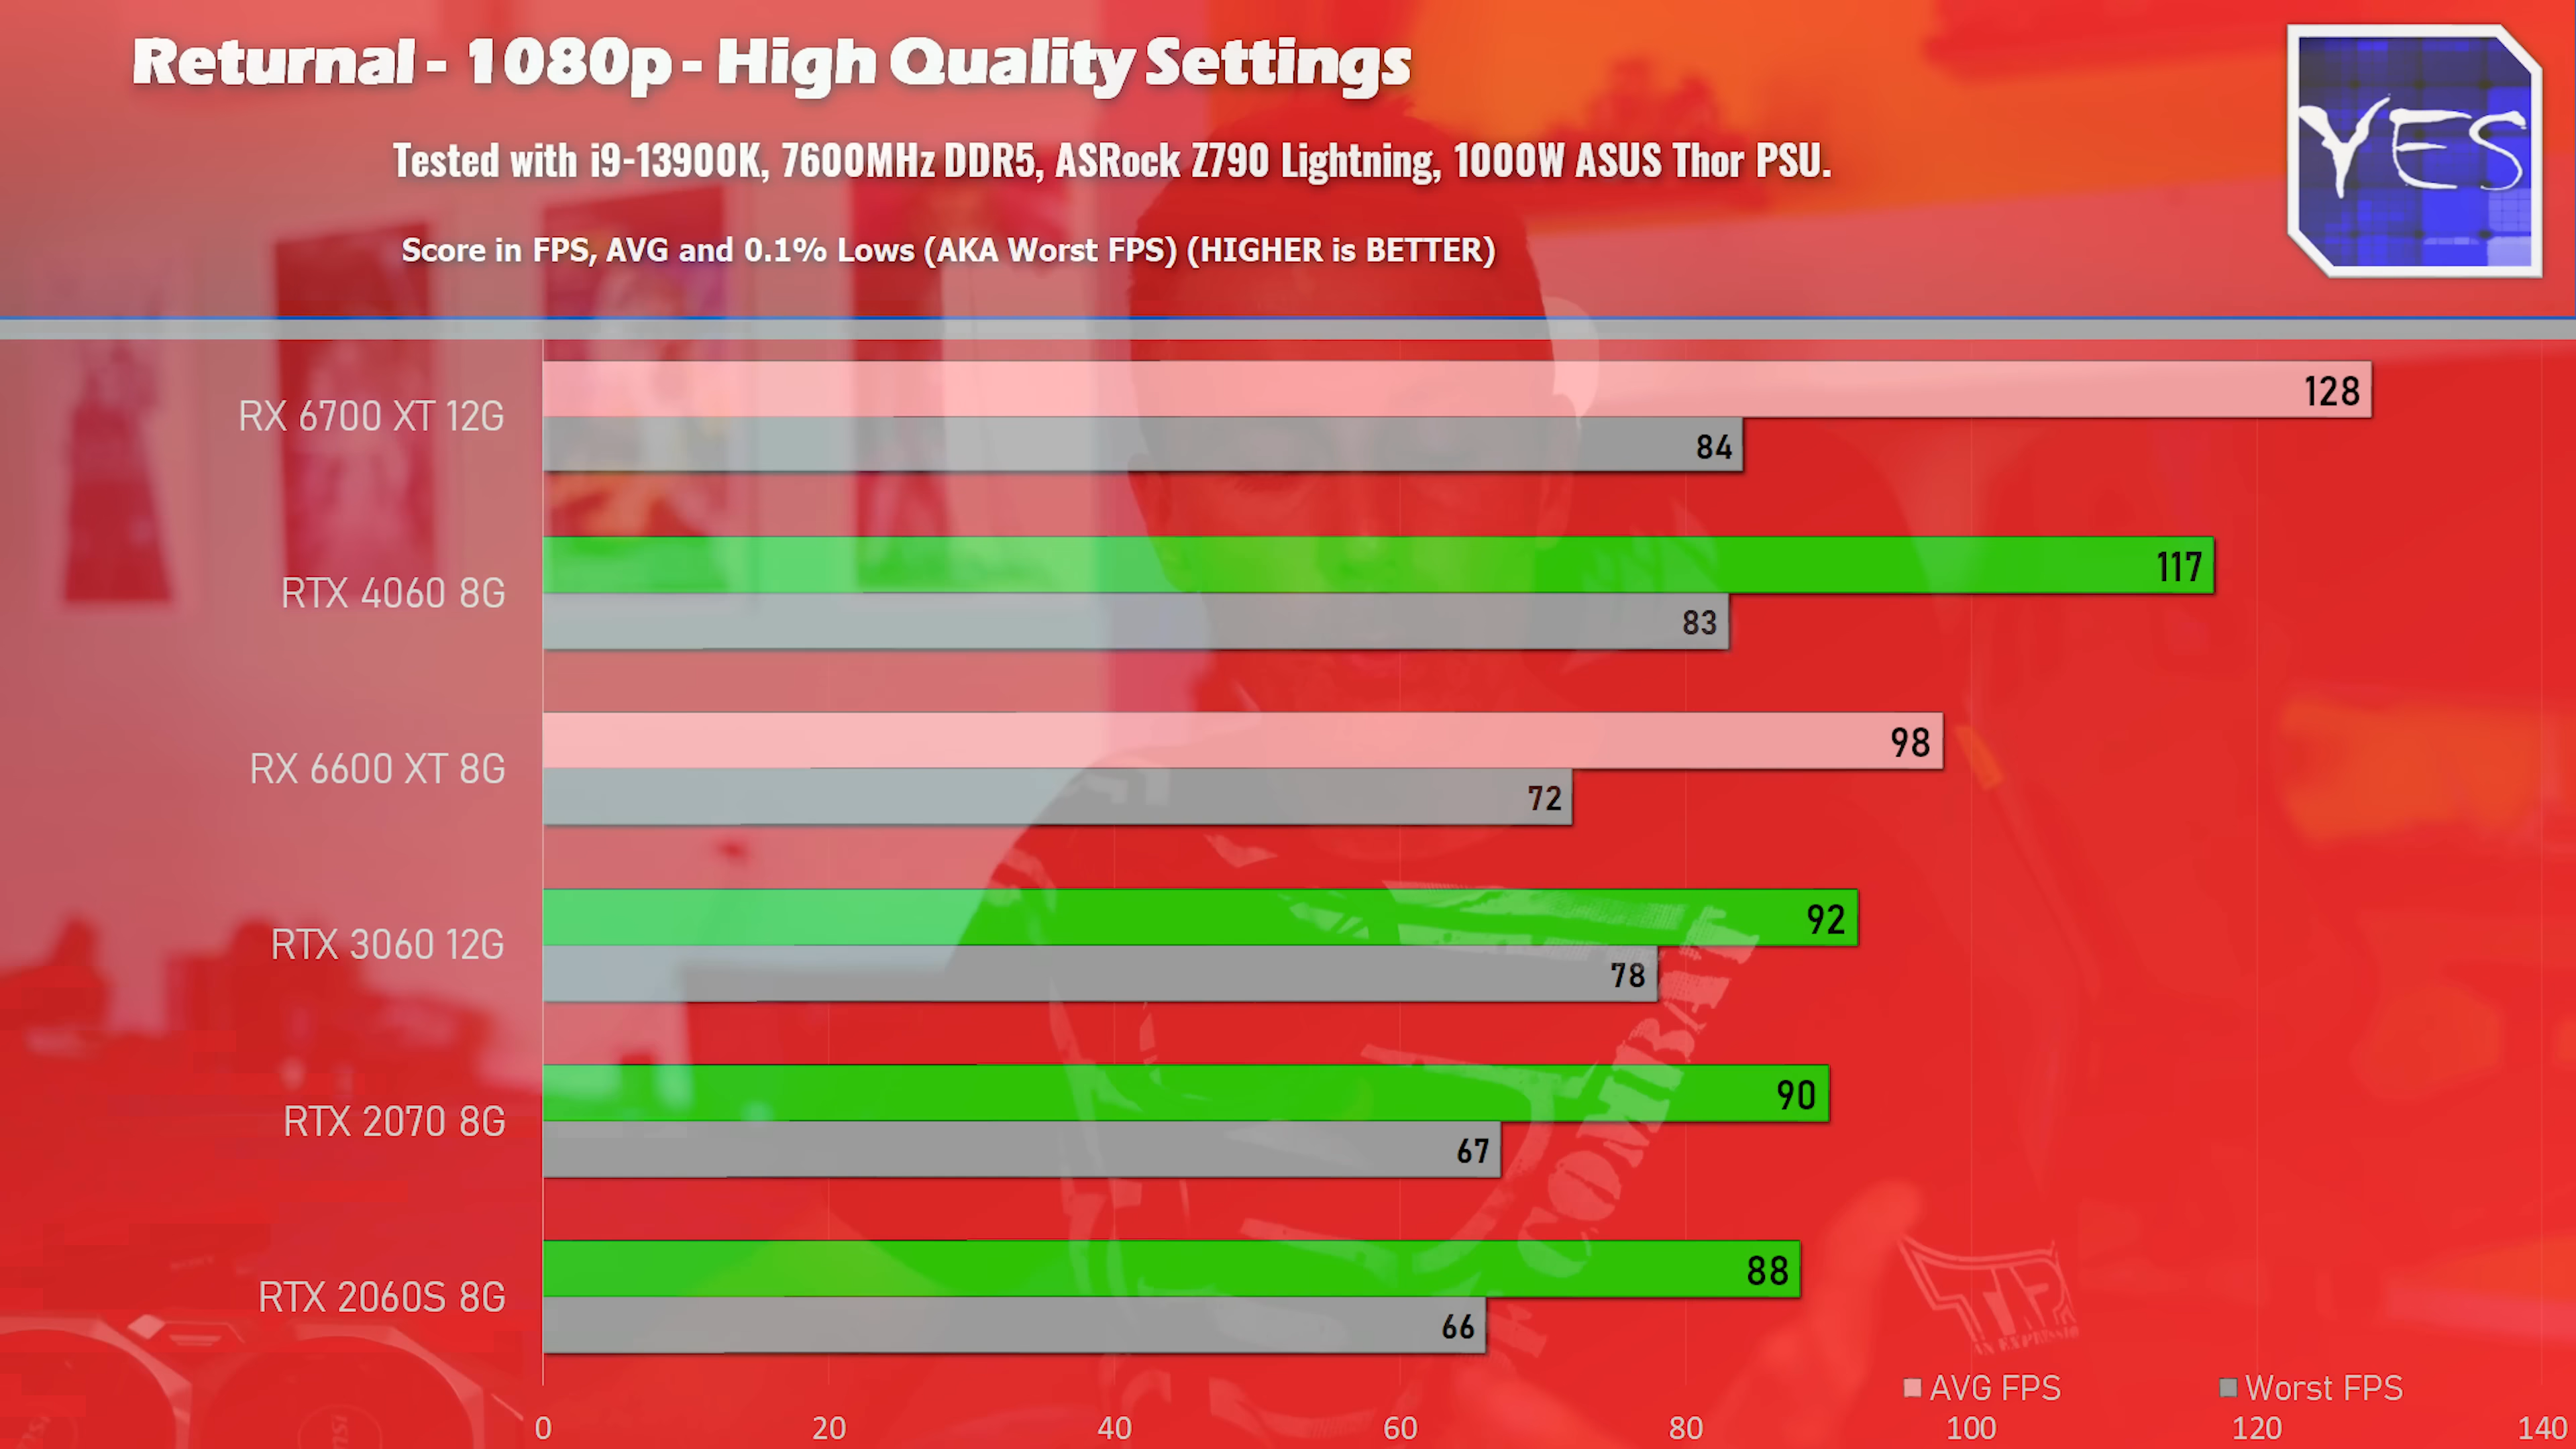 Returnal - 1080p - High Quality Settings
YES
Tested with i9-13900K, 7600MHz DDR5, ASRock Z790 Lightning, 1000W ASUS Thor PSU.
Score in FPS, AVG and 0.1% Lows (AKA Worst FPS) (HIGHER is BETTER)
RX 6700 XT 12G
128
84
RTX 4060 8G
117
83
RX 6600 XT 8G
98
72
RTX 3060 12G
92
78
COMBAT
RTX 2070 8G
90
67
RTX 2060S 8G
88
66
AVG FPS
Worst FPS
0 20 40 60 80 100 120 140
msi